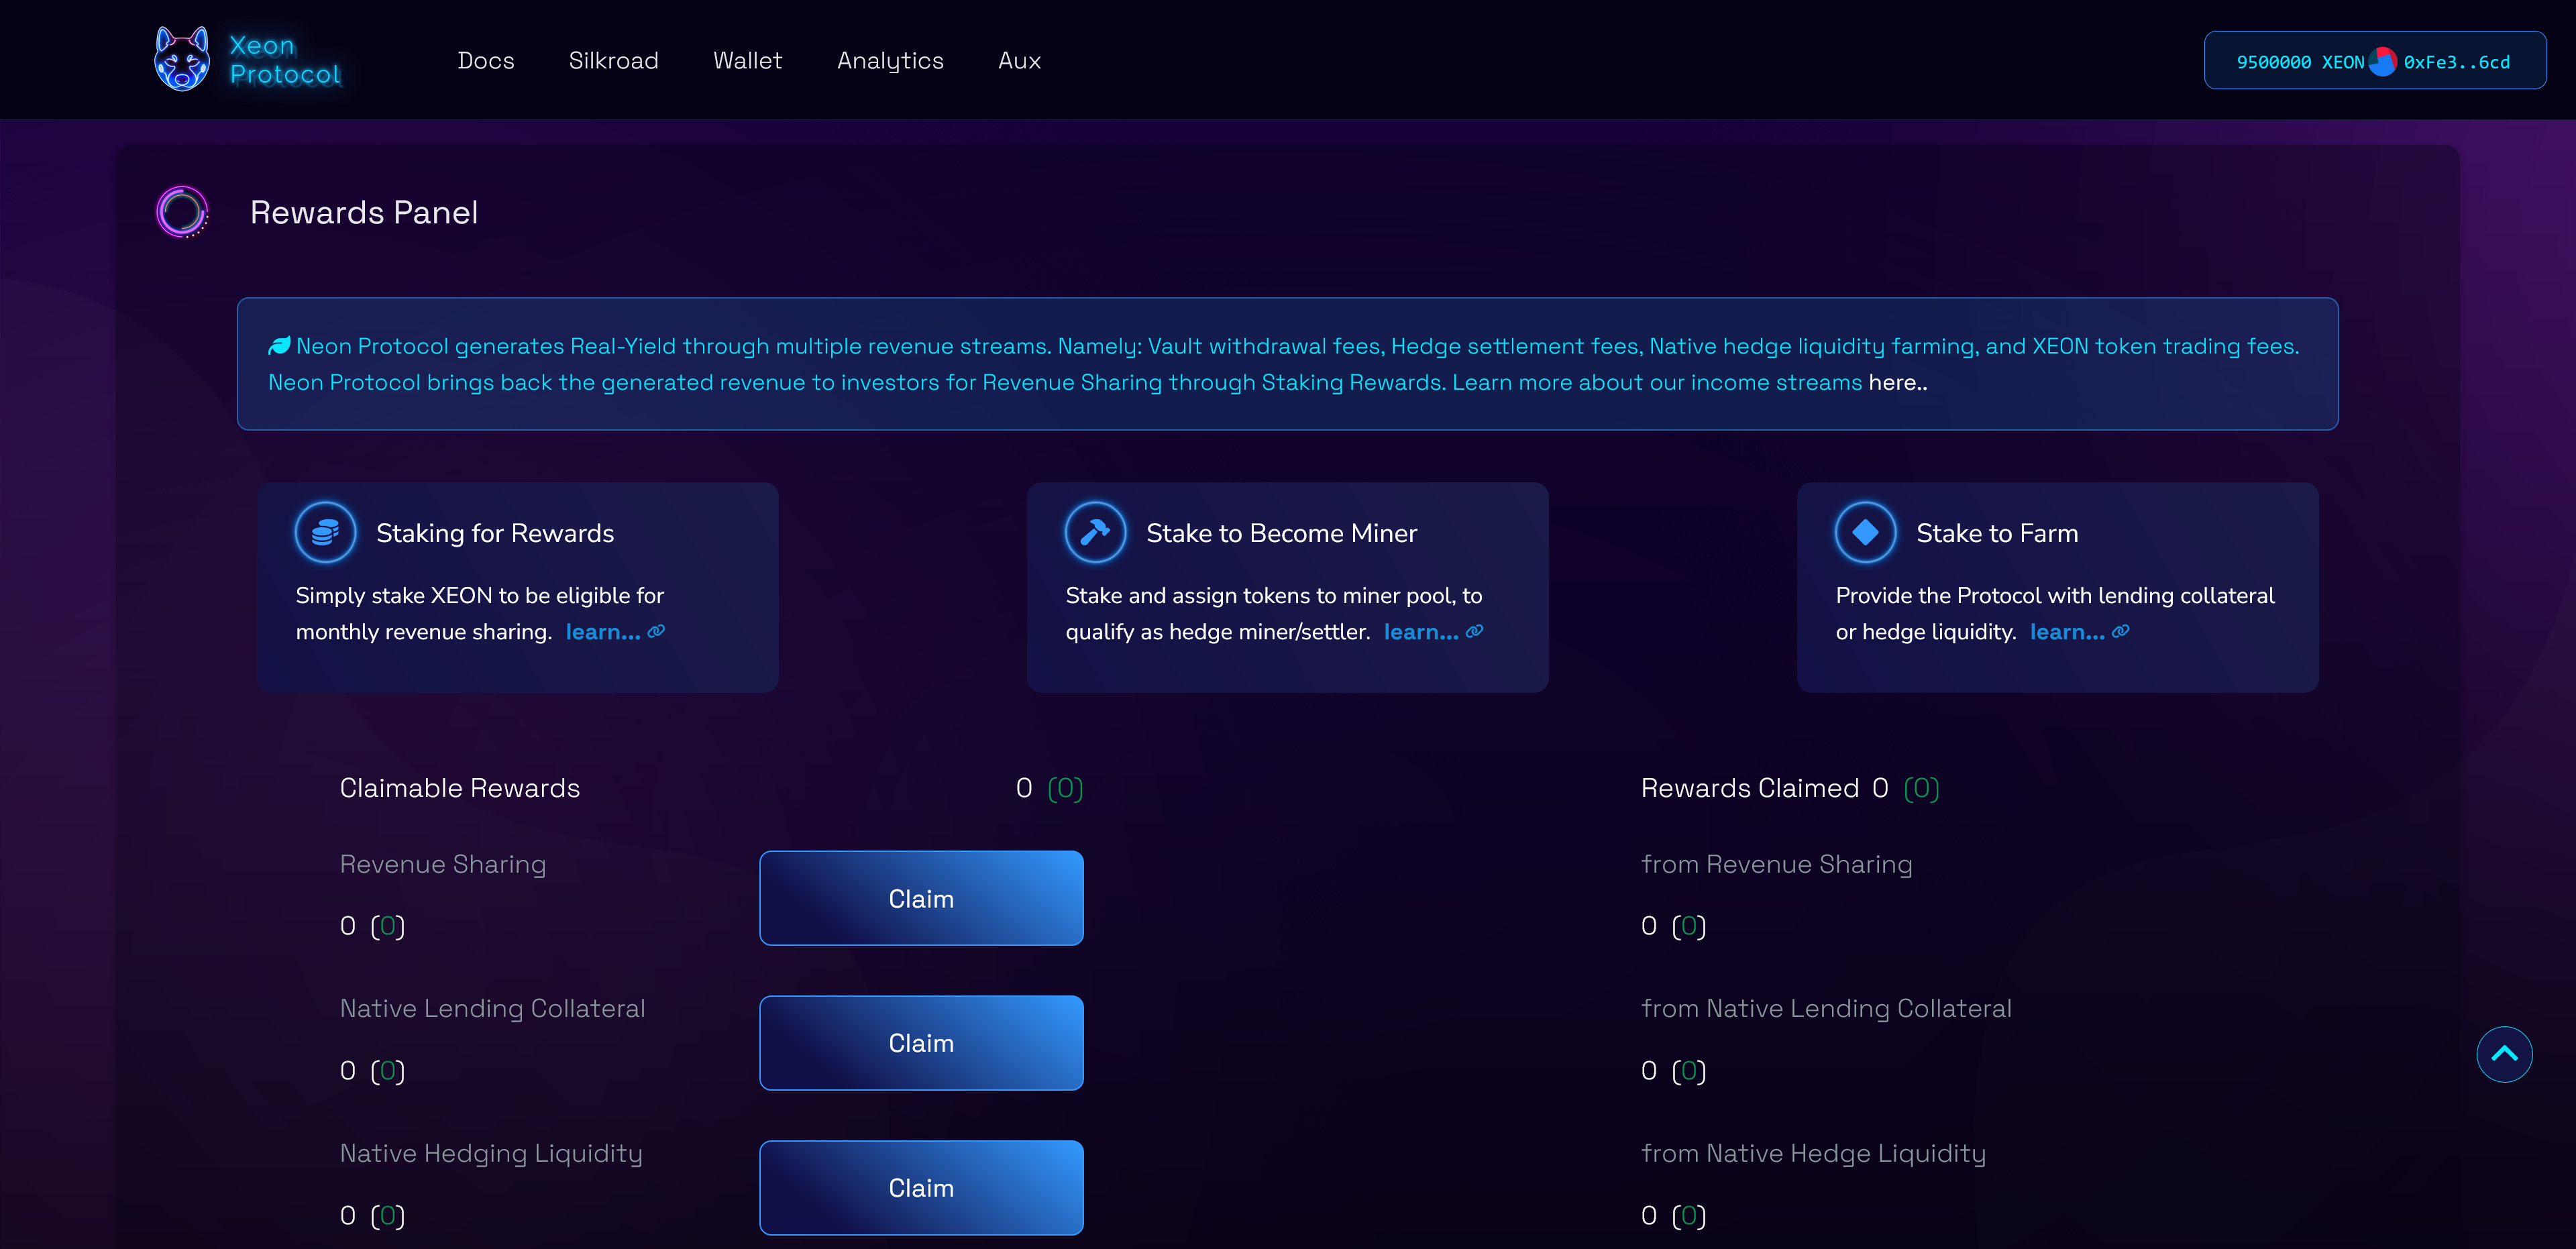 Xeon
Protocol
Docs
Silkroad
Wallet
Analytics
Aux
9500000 XEON 0xFe3..6cd
Rewards Panel
Neon Protocol generates Real-Yield through multiple revenue streams. Namely: Vault withdrawal fees, Hedge settlement fees, Native hedge liquidity farming, and XEON token trading fees.
Neon Protocol brings back the generated revenue to investors for Revenue Sharing through Staking Rewards. Learn more about our income streams here..
Staking for Rewards
Simply stake XEON to be eligible for
monthly revenue sharing. learn...
Stake to Become Miner
Stake and assign tokens to miner pool, to
qualify as hedge miner/settler. learn...
Stake to Farm
Provide the Protocol with lending collateral
or hedge liquidity. learn...
Claimable Rewards 0 (0)
Revenue Sharing
0 (0)
Claim
Native Lending Collateral
0 (0)
Claim
Native Hedging Liquidity
0 (0)
Claim
Rewards Claimed 0 (0)
from Revenue Sharing
0 (0)
from Native Lending Collateral
0 (0)
from Native Hedge Liquidity
0 (0)